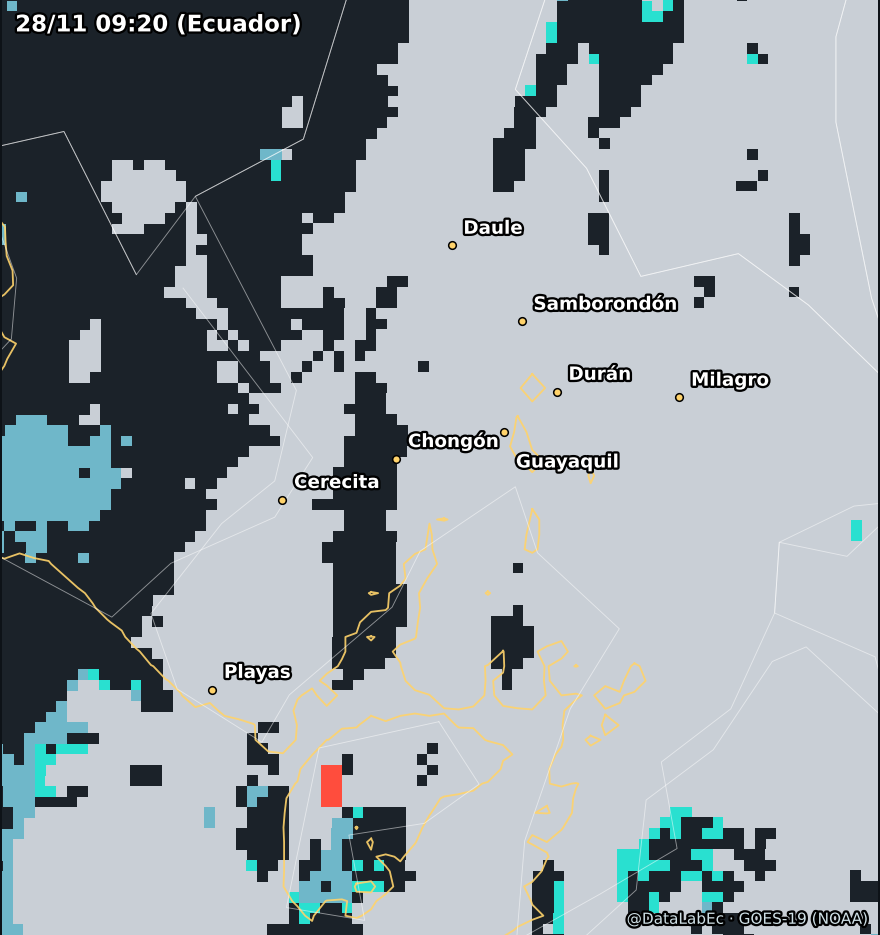 28/11 09:20 (Ecuador)
Daule
Samborondón
Durán
Milagro
Chongón
Guayaquil
Cerecita
Playas
@DataLabEc · GOES-19 (NOAA)